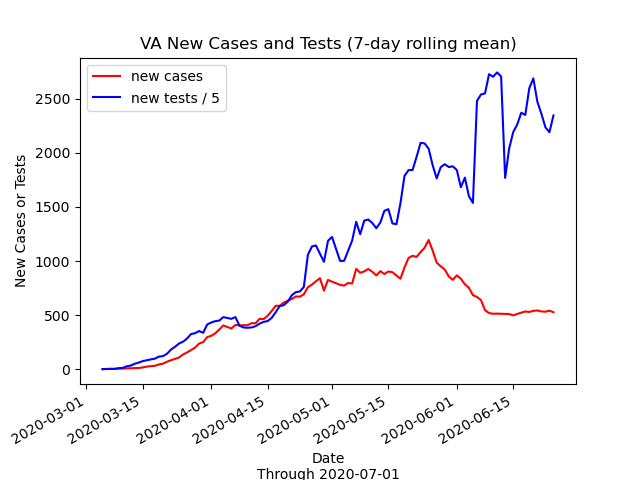 VA New Cases and Tests (7-day rolling mean)
new cases
new tests / 5
New Cases or Tests
2500
2000
1500
1000
500
0
2020-03-01
2020-03-15
2020-04-01
2020-04-15
2020-05-01
2020-05-15
2020-06-01
2020-06-15
Date
Through 2020-07-01